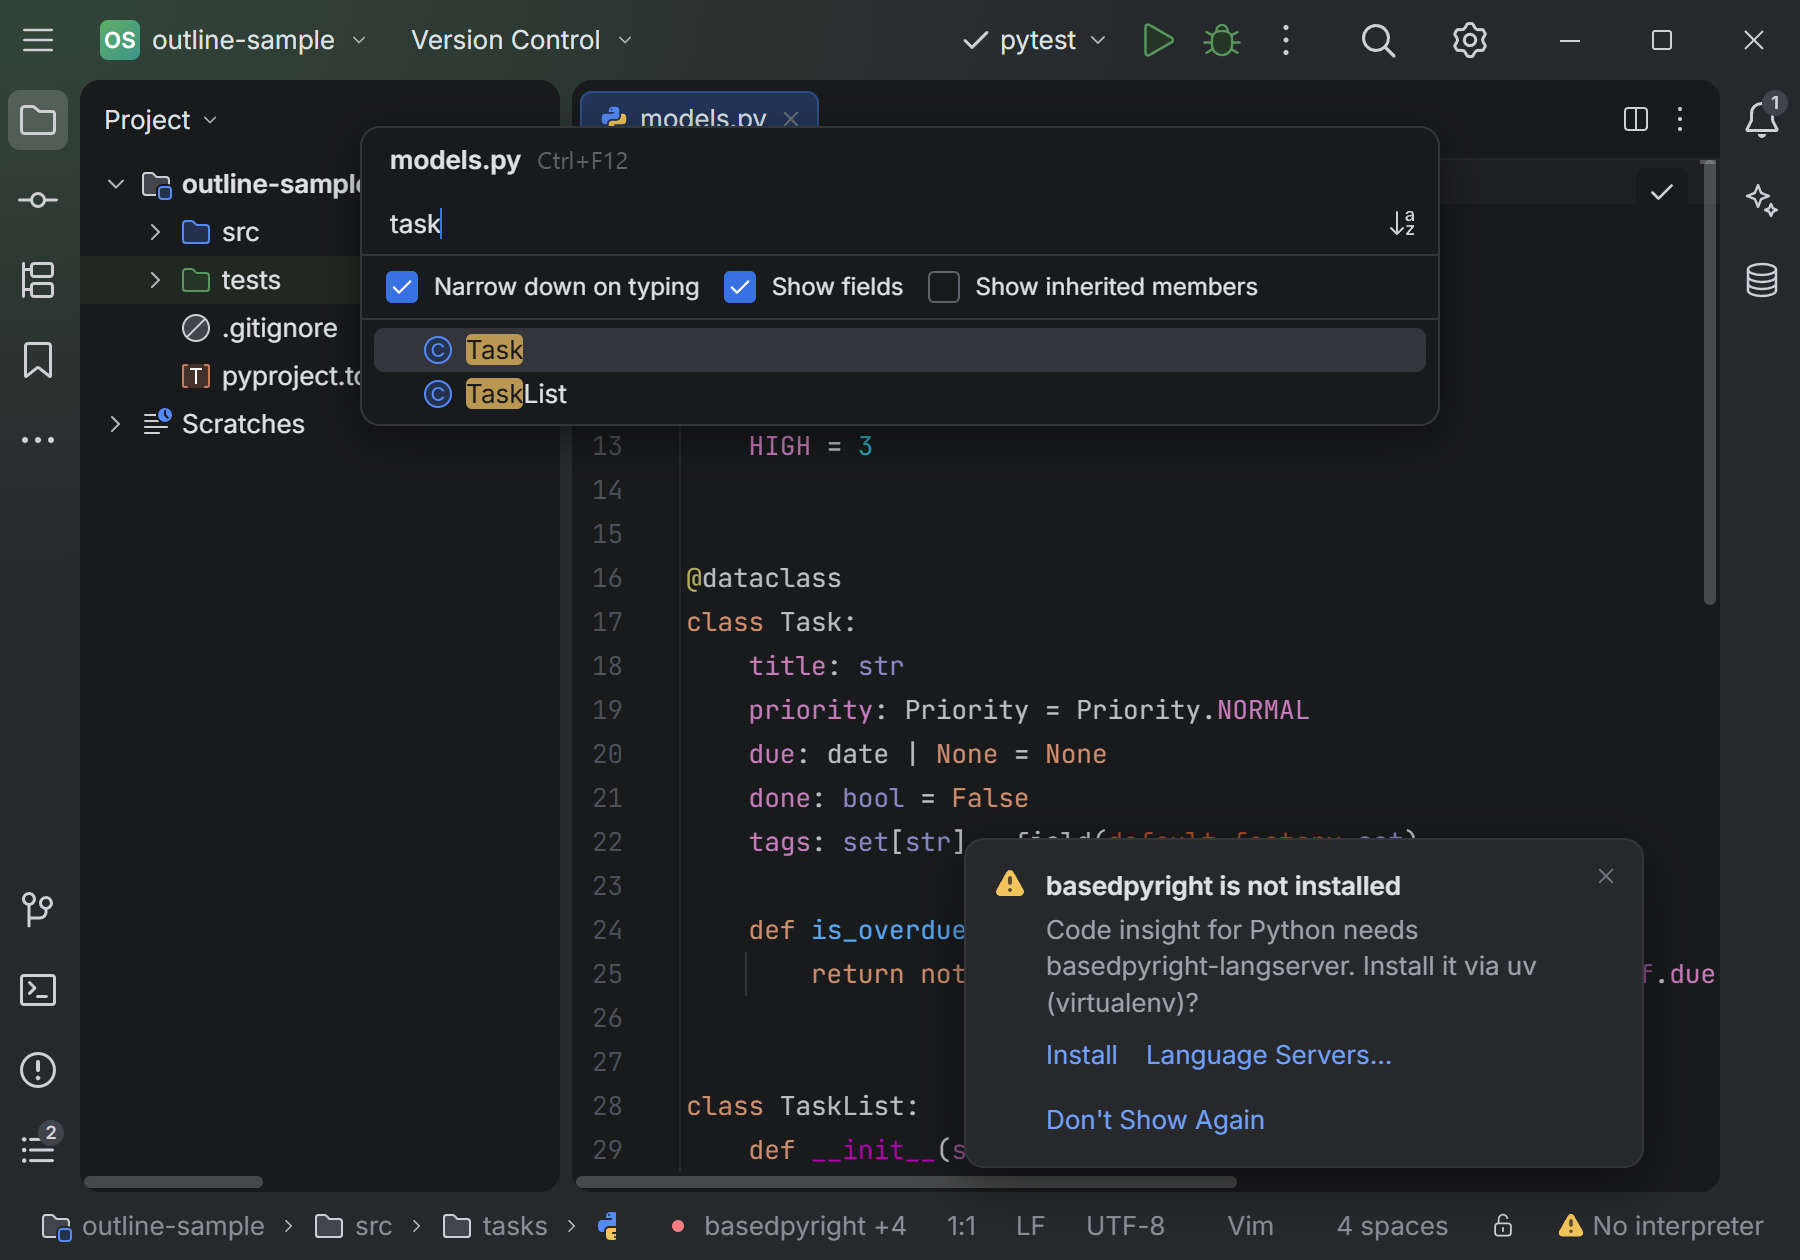 OS outline-sample Version Control pytest
Project
models.py
1
models.py Ctrl+F12
outline-sample
task
src
Narrow down on typing Show fields Show inherited members
tests
.gitignore
Task
pyproject.to
TaskList
Scratches
13 HIGH = 3
14
15
16 @dataclass
17 class Task:
18 title: str
19 priority: Priority = Priority.NORMAL
20 due: date | None = None
21 done: bool = False
22 tags: set[str] = field(default_factory=set)
23
24 def is_overdue
25 return not f.due
26
27
28 class TaskList:
29 def __init__(s
basedpyright is not installed
Code insight for Python needs
basedpyright-langserver. Install it via uv
(virtualenv)?
Install Language Servers...
Don't Show Again
2
outline-sample › src › tasks › basedpyright +4 1:1 LF UTF-8 Vim 4 spaces No interpreter